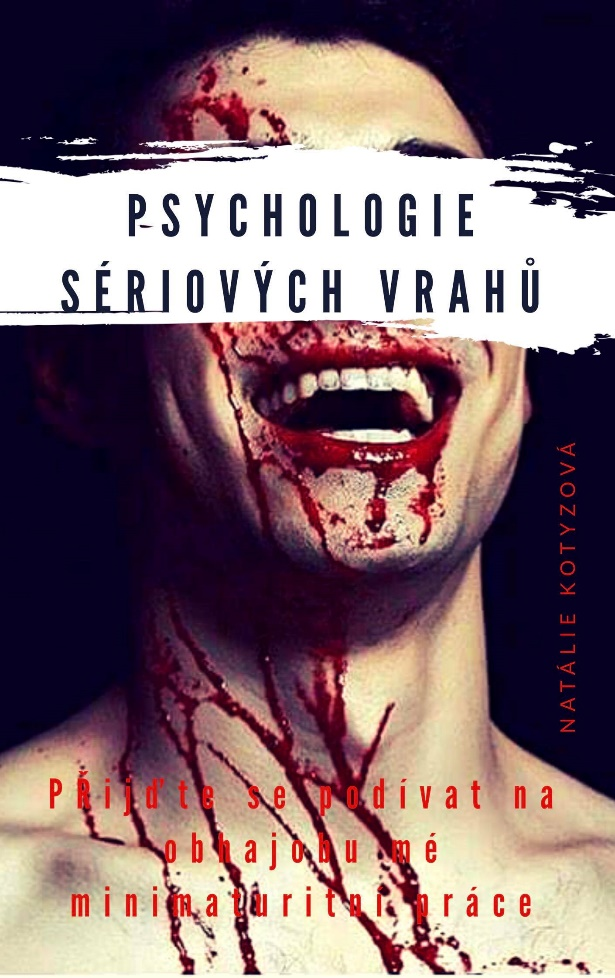 PSYCHOLOGIE
SÉRIOVÝCH VRAHŮ
NATÁLIE KOTYZOVÁ
PŘijďte se podívat na
obhajobu mé
minimaturitní práce